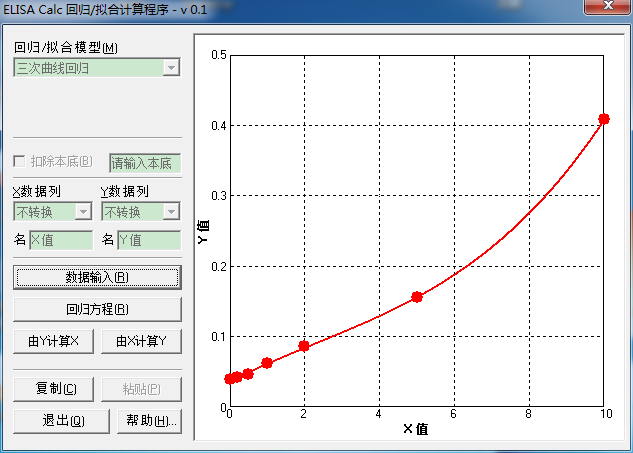 ELISA Calc 回归/拟合计算程序 - v 0.1
回归/拟合模型(M)
三次曲线回归
扣除本底(B)
请输入本底
X数据列
Y数据列
不转换
不转换
名
X值
名
Y值
数据输入(R)
回归方程(R)
由Y计算X
由X计算Y
复制(C)
粘贴(P)
退出(Q)
帮助(H)...
0.5
0.4
0.3
0.2
0.1
0
Y值
0
2
4
6
8
10
X值